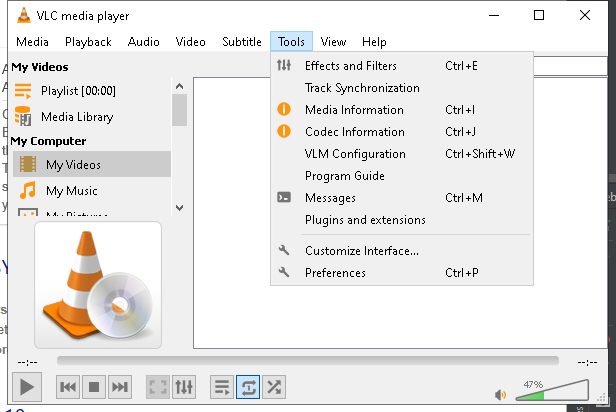 VLC media player
Media Playback Audio Video Subtitle Tools View Help
My Videos
Playlist [00:00]
Media Library
My Computer
My Videos
My Music
My Pictures
Effects and Filters Ctrl+E
Track Synchronization
Media Information Ctrl+I
Codec Information Ctrl+J
VLM Configuration Ctrl+Shift+W
Program Guide
Messages Ctrl+M
Plugins and extensions
Customize Interface...
Preferences Ctrl+P
--:-- --:--
47%